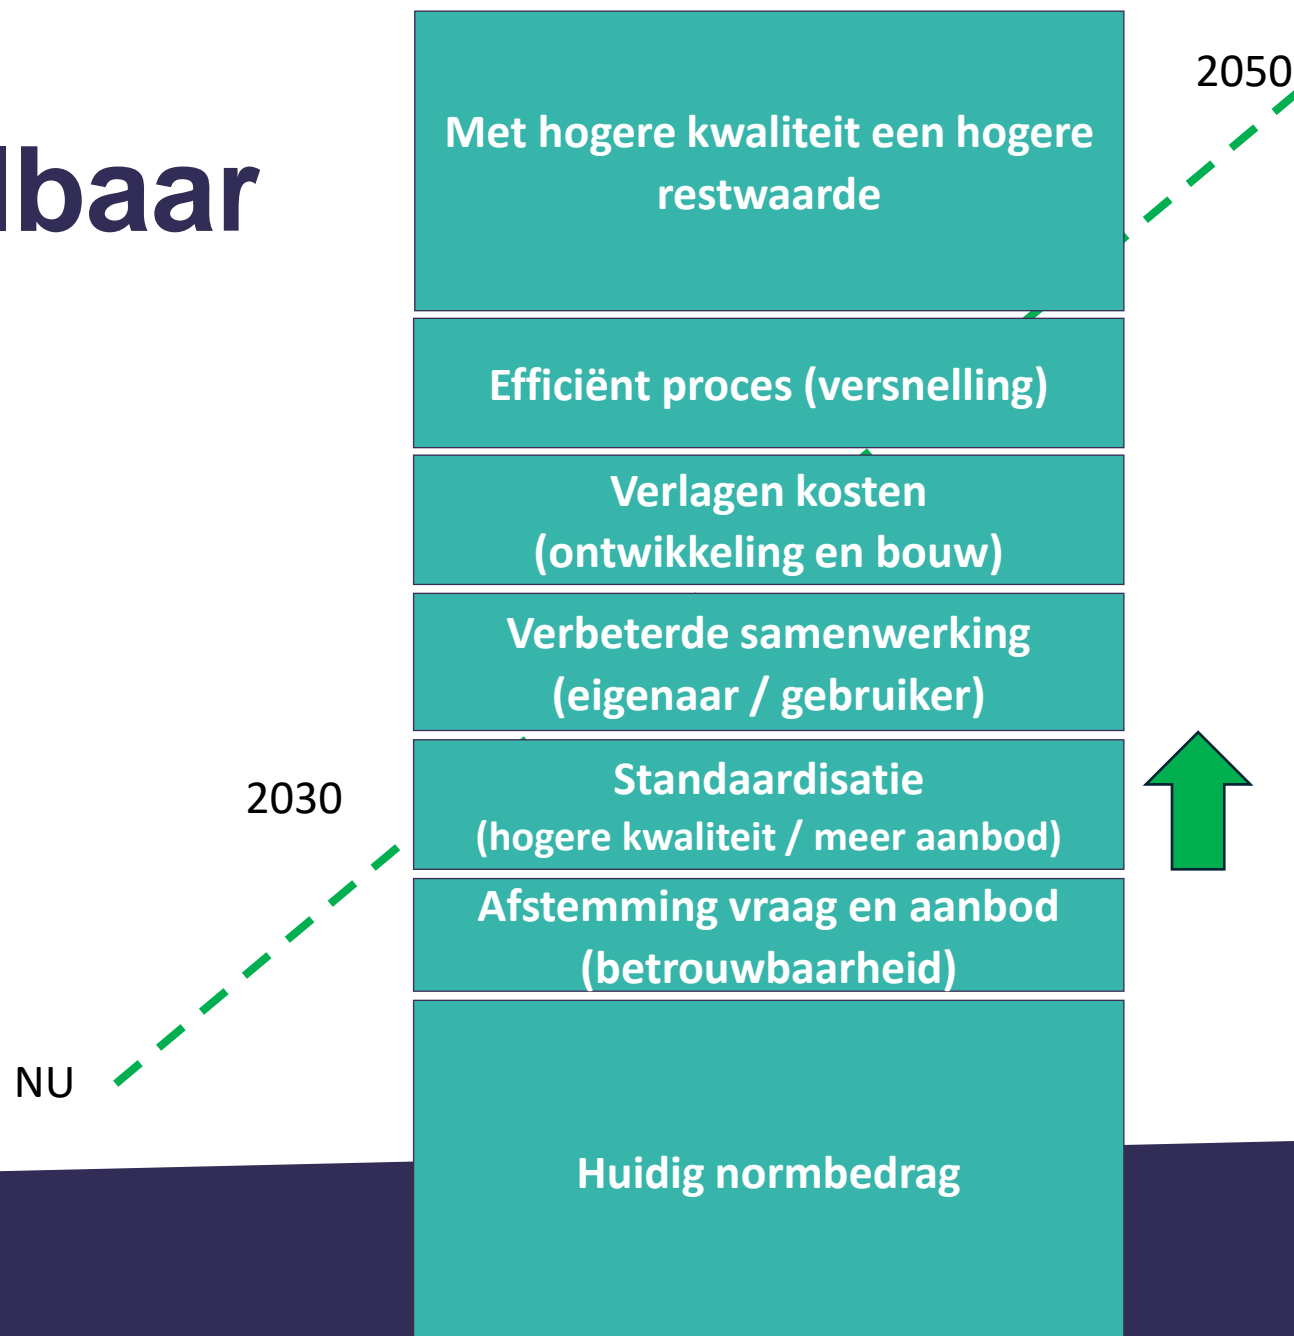 2050
Met hogere kwaliteit een hogere
restwaarde
lbaar
Efficiënt proces (versnelling)
Verlagen kosten
(ontwikkeling en bouw)
Verbeterde samenwerking
(eigenaar / gebruiker)
2030
Standaardisatie
(hogere kwaliteit / meer aanbod)
Afstemming vraag en aanbod
(betrouwbaarheid)
NU
Huidig normbedrag